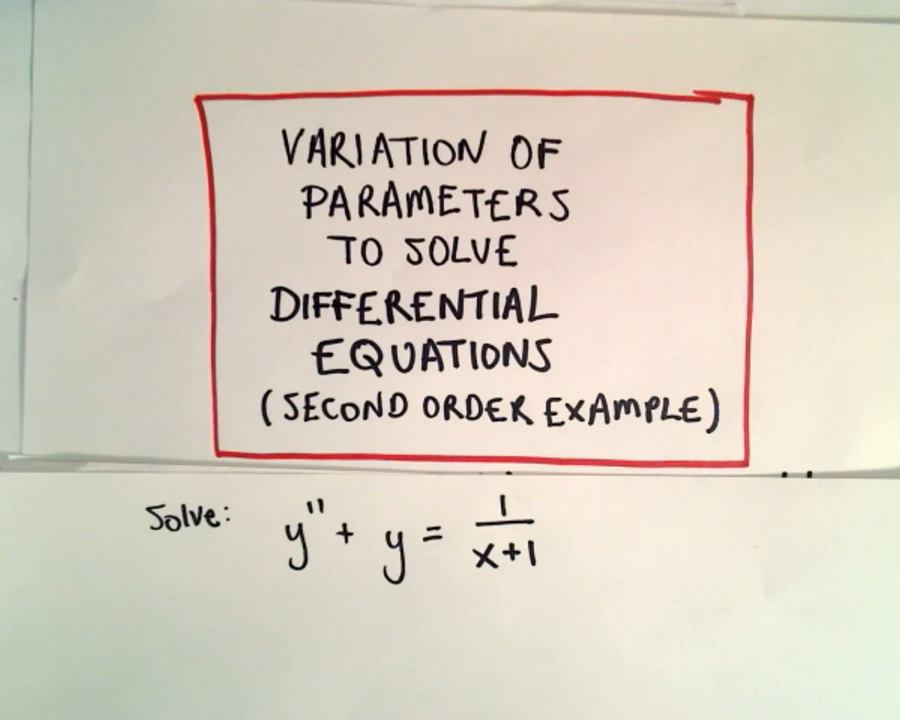 VARIATION OF
PARAMETERS
TO SOLVE
DIFFERENTIAL
EQUATIONS
(SECOND ORDER EXAMPLE)
Solve: y'' + y = 1/(x+1)